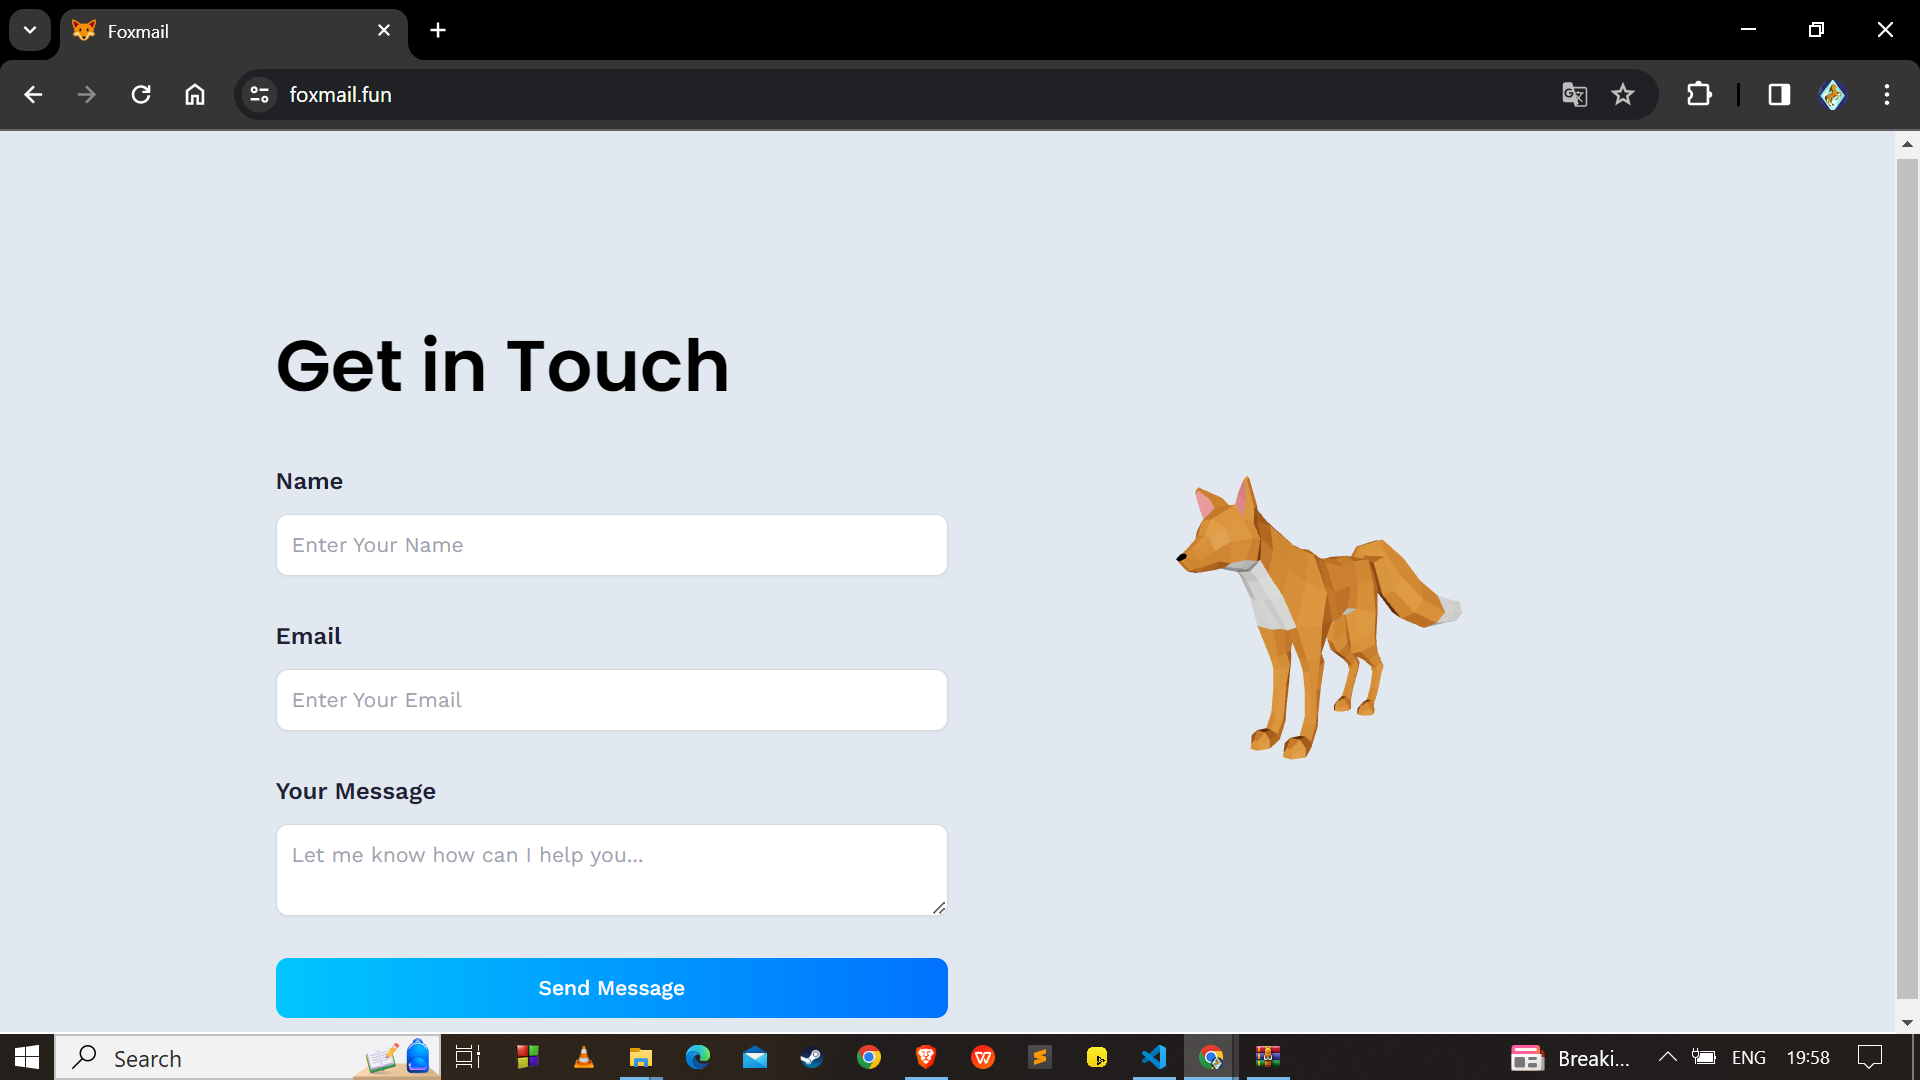 Foxmail
foxmail.fun
Get in Touch
Name
Enter Your Name
Email
Enter Your Email
Your Message
Let me know how can I help you...
Send Message
Search
Breaki...
ENG
19:58